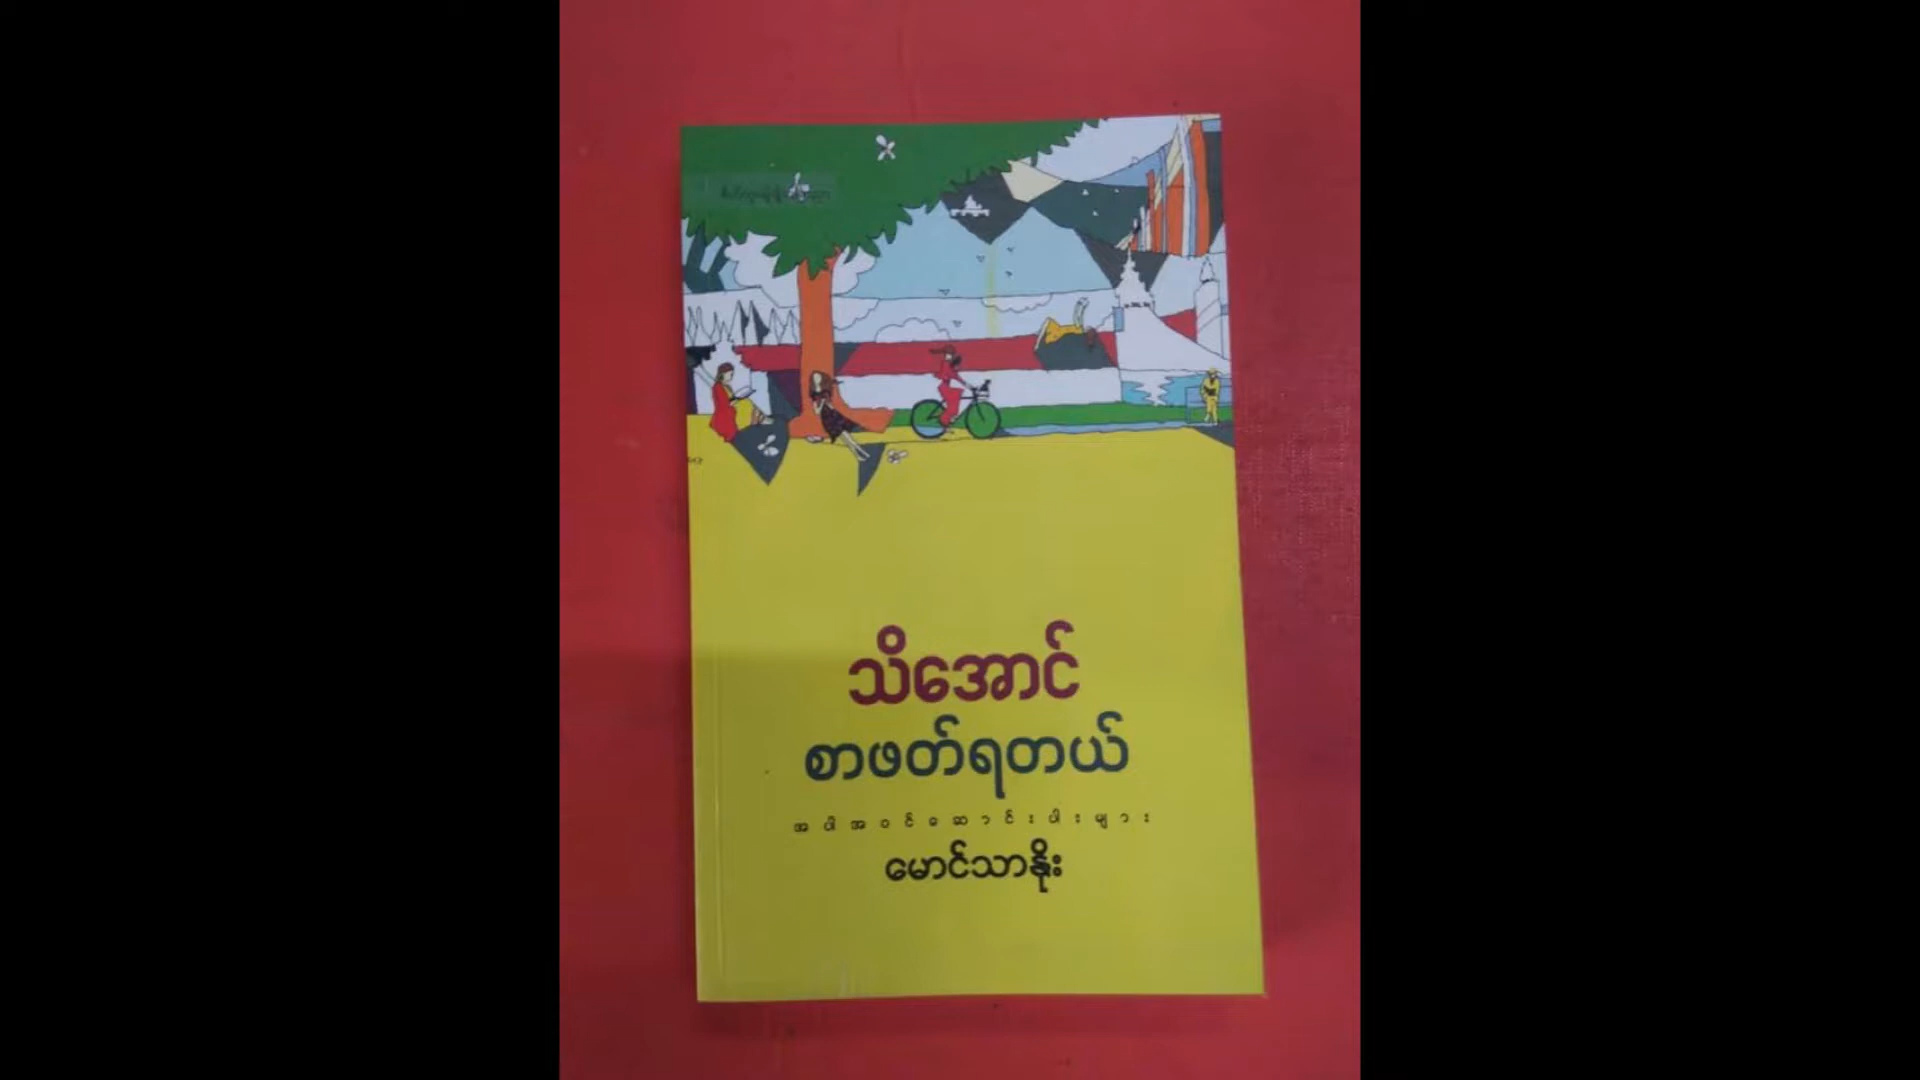 သိအောင်
စာဖတ်ရတယ်
အပါအဝင်ဆောင်းပါးများ
မောင်သာနိုး